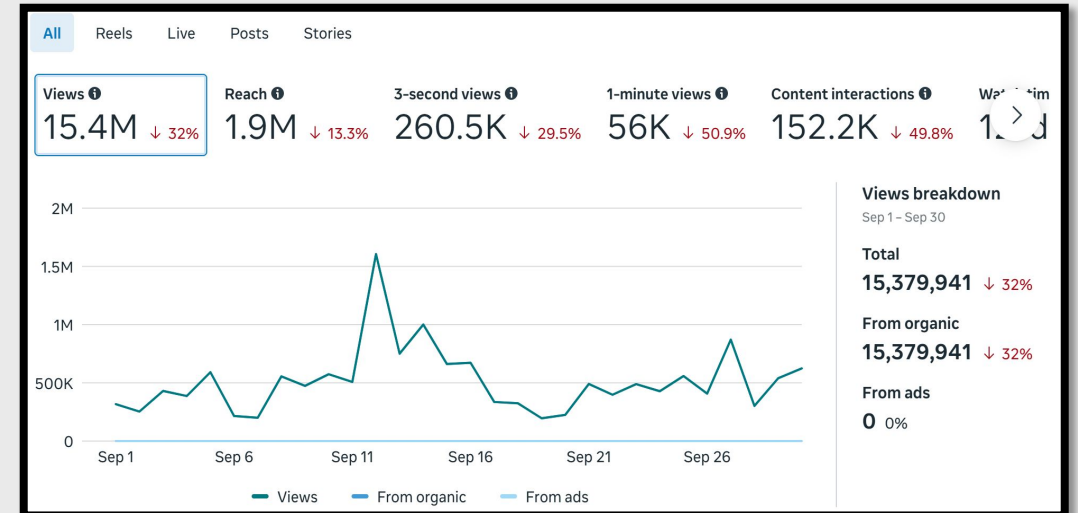 All Reels Live Posts Stories
Views Reach 3-second views 1-minute views Content interactions
15.4M ↓ 32% 1.9M ↓ 13.3% 260.5K ↓ 29.5% 56K ↓ 50.9% 152.2K ↓ 49.8%
Views breakdown
Sep 1 – Sep 30
Total
15,379,941 ↓ 32%
From organic
15,379,941 ↓ 32%
From ads
0 0%
2M
1.5M
1M
500K
0
Sep 1 Sep 6 Sep 11 Sep 16 Sep 21 Sep 26
Views From organic From ads